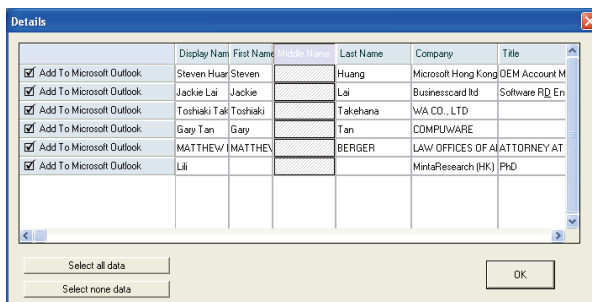 Details
Display Nam First Name Middle Name Last Name Company Title
Add To Microsoft Outlook Steven Huar Steven Huang Microsoft Hong Kong OEM Account M
Add To Microsoft Outlook Jackie Lai Jackie Lai Businesscard ltd Software RD En
Add To Microsoft Outlook Toshiaki Tak Toshiaki Takehana WA CO., LTD
Add To Microsoft Outlook Gary Tan Gary Tan COMPUWARE
Add To Microsoft Outlook MATTHEW MATTHEW BERGER LAW OFFICES OF AL ATTORNEY AT
Add To Microsoft Outlook Lili MintaResearch (HK) PhD
Select all data
Select none data
OK